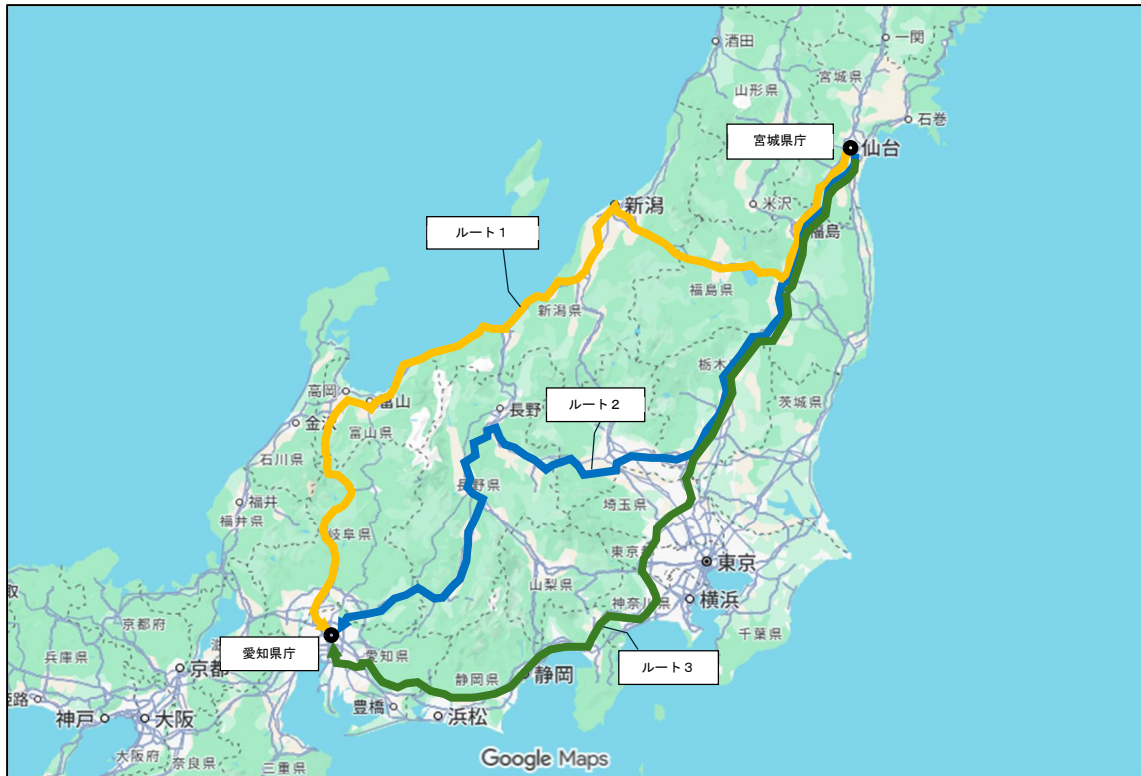 酒田
一関
宮城県
山形県
石巻
宮城県庁
仙台
新潟
米沢
ルート1
福島
福島県
新潟県
栃木
高岡
富山
長野
ルート2
茨城県
金沢
富山県
石川県
長野県
埼玉県
福井
福井県
岐阜県
東京都
東京
山梨県
神奈川県
横浜
京都府
千葉県
愛知県庁
愛知県
ルート3
兵庫県
京都
静岡県
静岡
豊橋
浜松
神戸
大阪
大阪府
奈良県
三重県
Google Maps